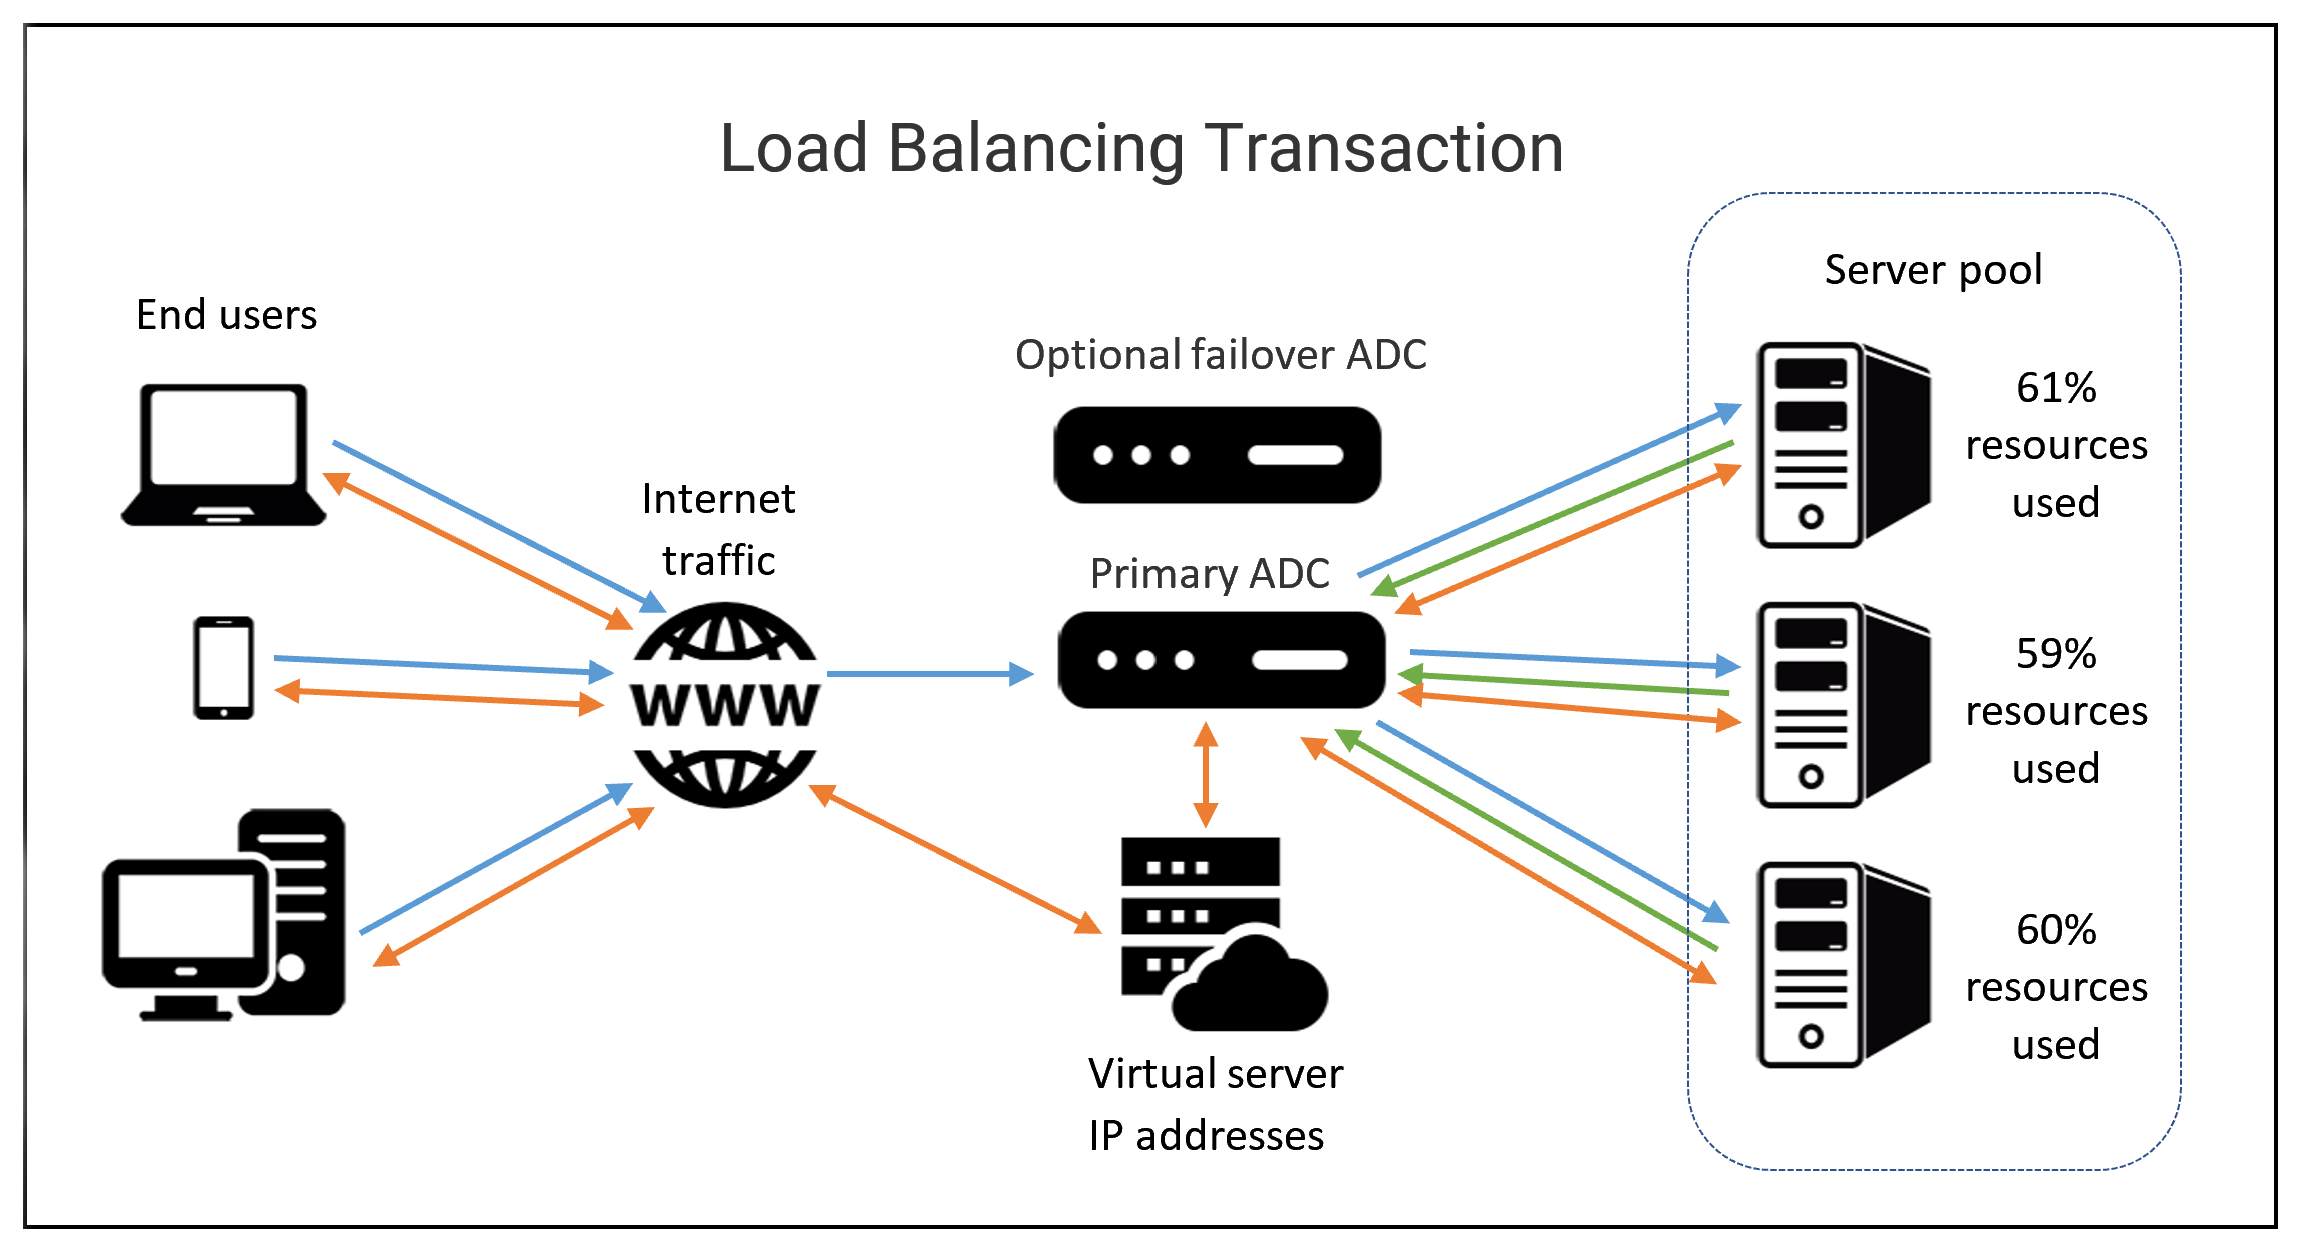 Load Balancing Transaction
End users
Internet
traffic
WWW
Optional failover ADC
Primary ADC
Virtual server
IP addresses
Server pool
61%
resources
used
59%
resources
used
60%
resources
used